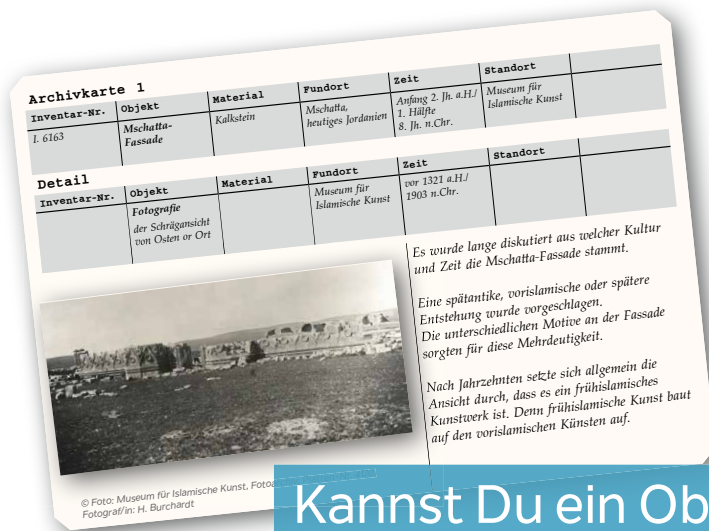 Archivkarte 1
Inventar-Nr. Objekt Material Fundort Zeit Standort
I. 6163 Mschatta-Fassade Kalkstein Mschatta, heutiges Jordanien Anfang 2. Jh. a.H./ 1. Hälfte 8. Jh. n.Chr. Museum für Islamische Kunst
Detail
Inventar-Nr. Objekt Material Fundort Zeit Standort
Fotografie der Schrägansicht von Osten or Ort Museum für Islamische Kunst vor 1321 a.H./ 1903 n.Chr.
Es wurde lange diskutiert aus welcher Kultur
und Zeit die Mschatta-Fassade stammt.
Eine spätantike, vorislamische oder spätere
Entstehung wurde vorgeschlagen.
Die unterschiedlichen Motive an der Fassade
sorgten für diese Mehrdeutigkeit.
Nach Jahrzehnten setzte sich allgemein die
Ansicht durch, dass es ein frühislamisches
Kunstwerk ist. Denn frühislamische Kunst baut
auf den vorislamischen Künsten auf.
© Foto: Museum für Islamische Kunst,
Fotograf/in: H. Burchardt
Kannst Du ein Ob